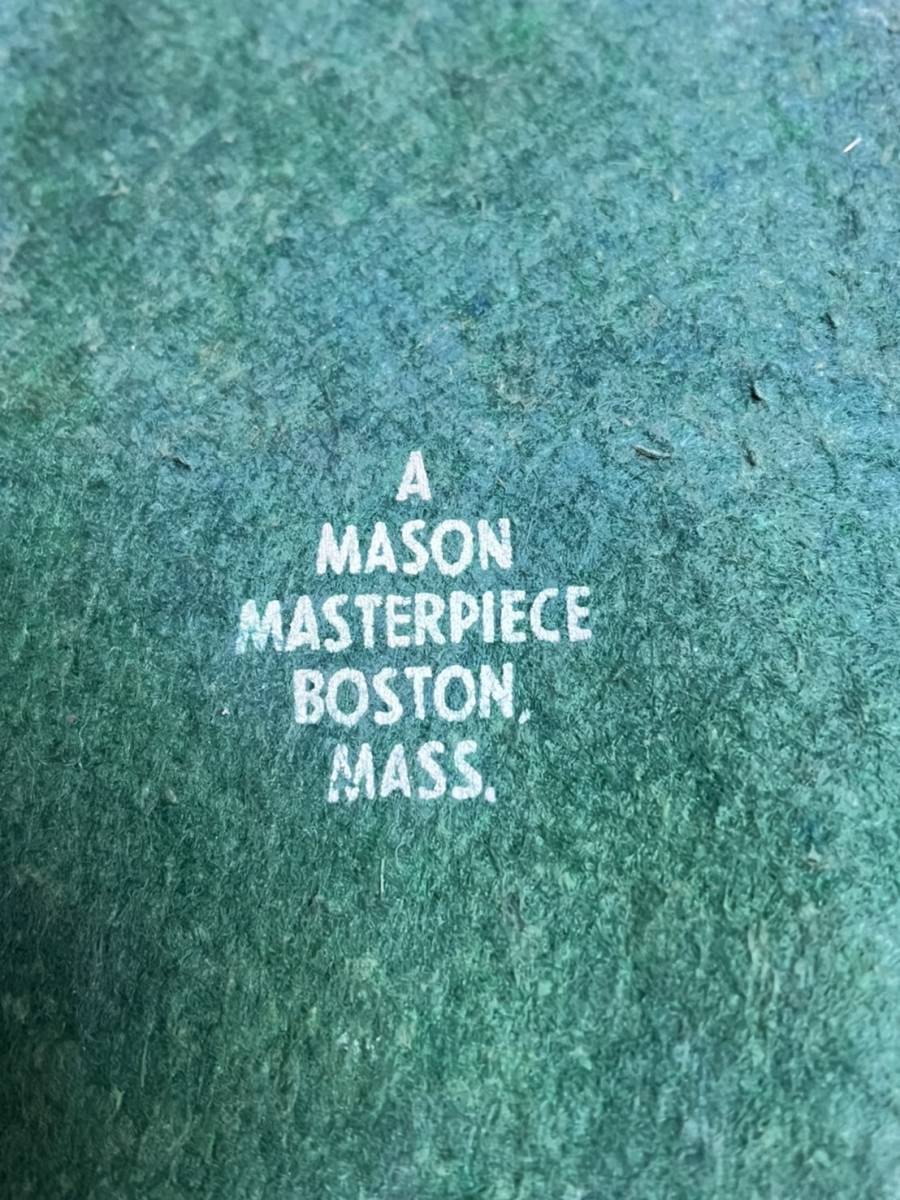 A
MASON
MASTERPIECE
BOSTON,
MASS.